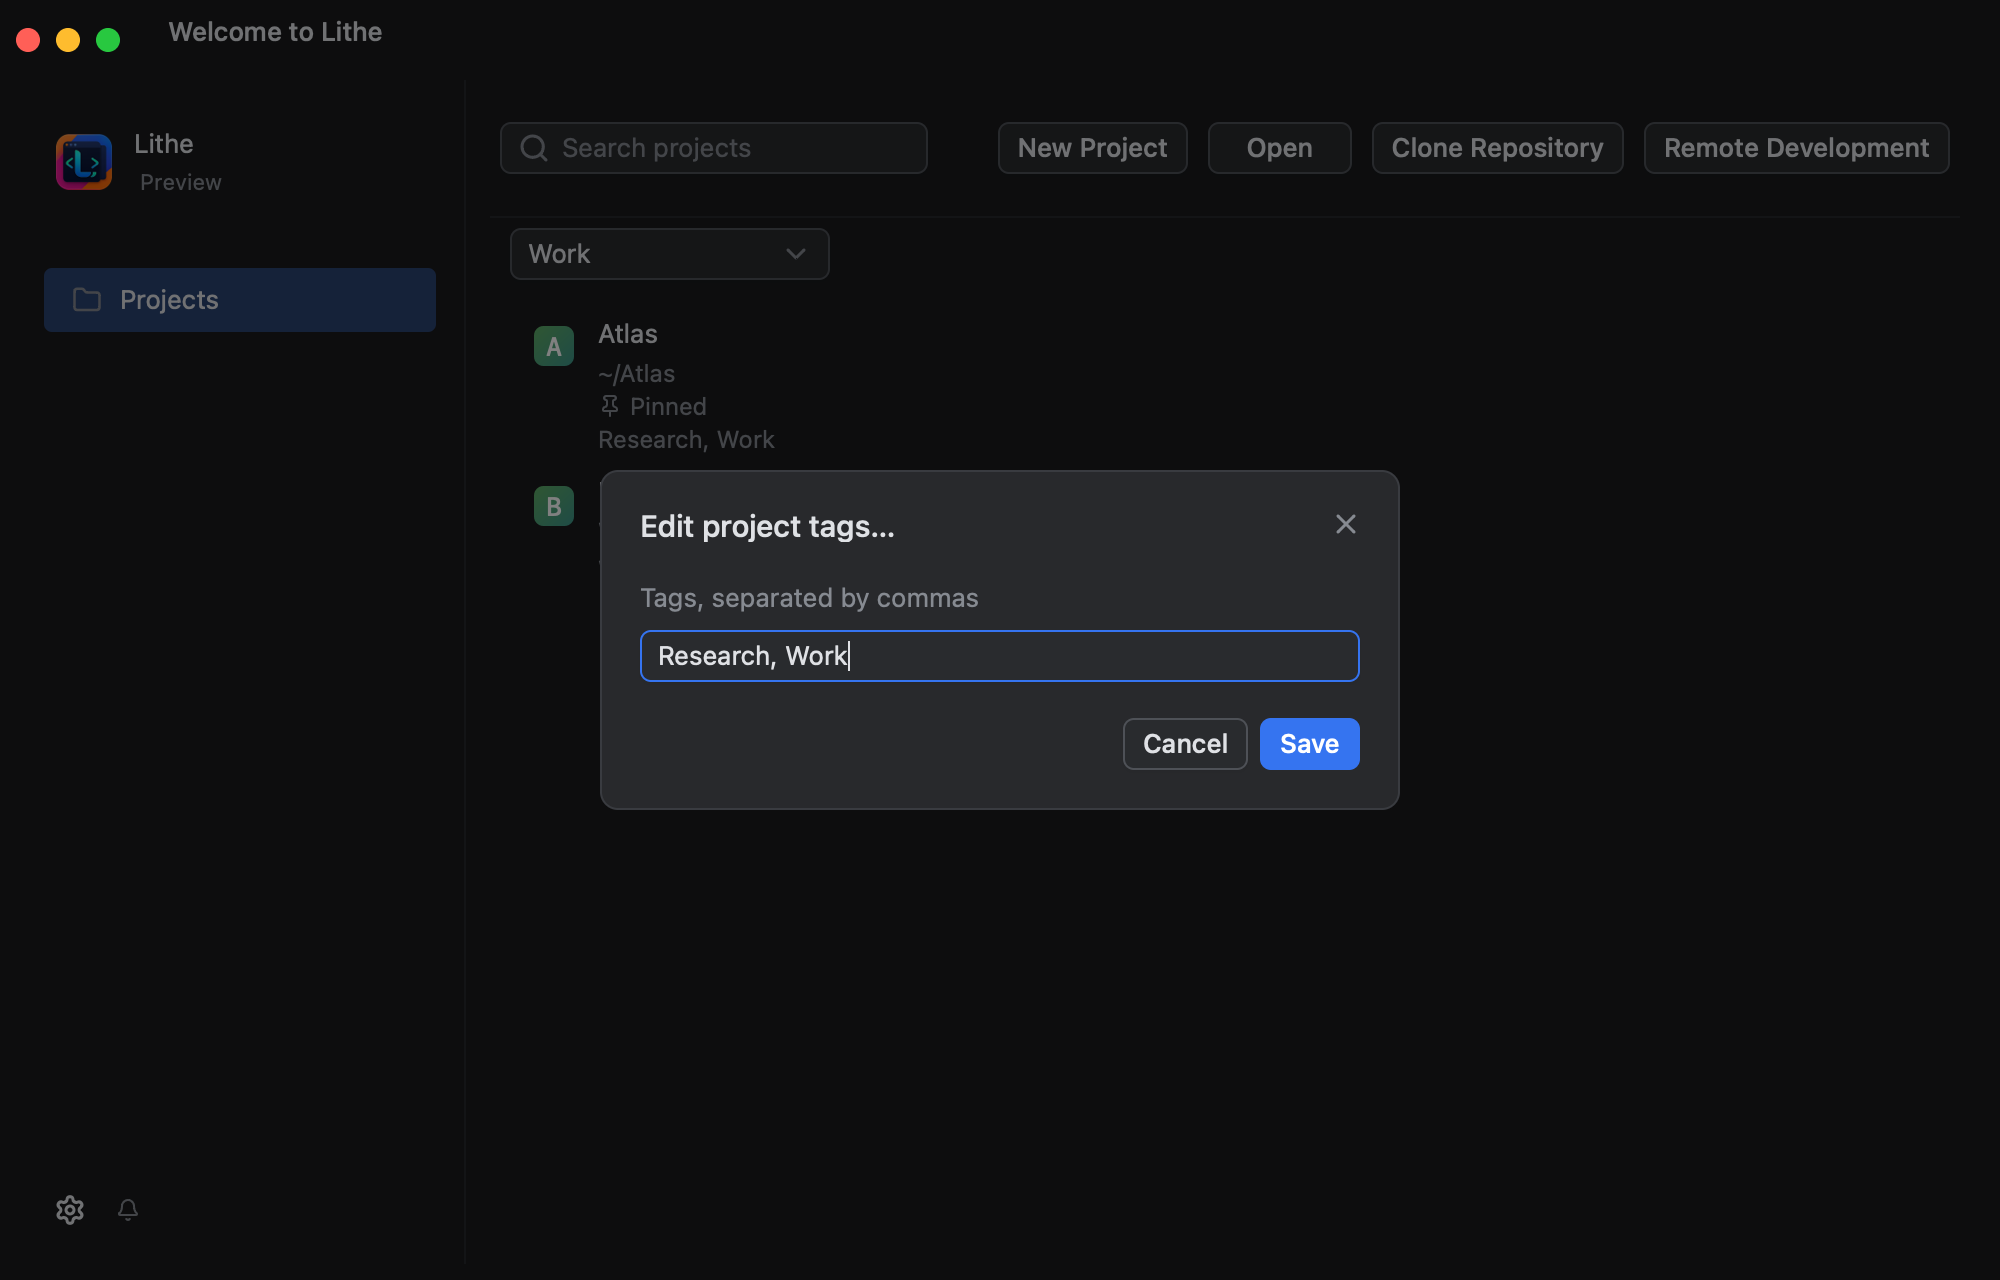 Welcome to Lithe
Lithe
Preview
Projects
Search projects
New Project
Open
Clone Repository
Remote Development
Work
A
Atlas
~/Atlas
Pinned
Research, Work
B
Edit project tags...
Tags, separated by commas
Research, Work
Cancel
Save